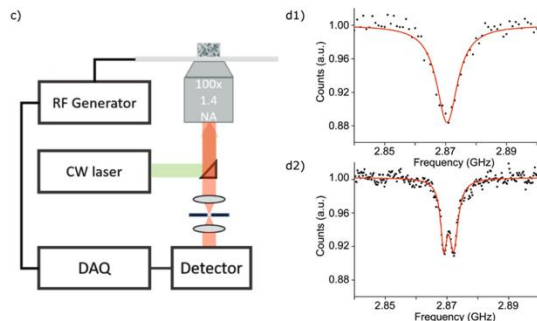 c)
RF Generator
CW laser
DAQ
Detector
100x
1.4
NA
d1)
1.00
0.96
0.92
0.88
Counts (a.u.)
2.85
2.87
2.89
Frequency (GHz)
d2)
1.00
0.96
0.92
0.88
Counts (a.u.)
2.85
2.87
2.89
Frequency (GHz)